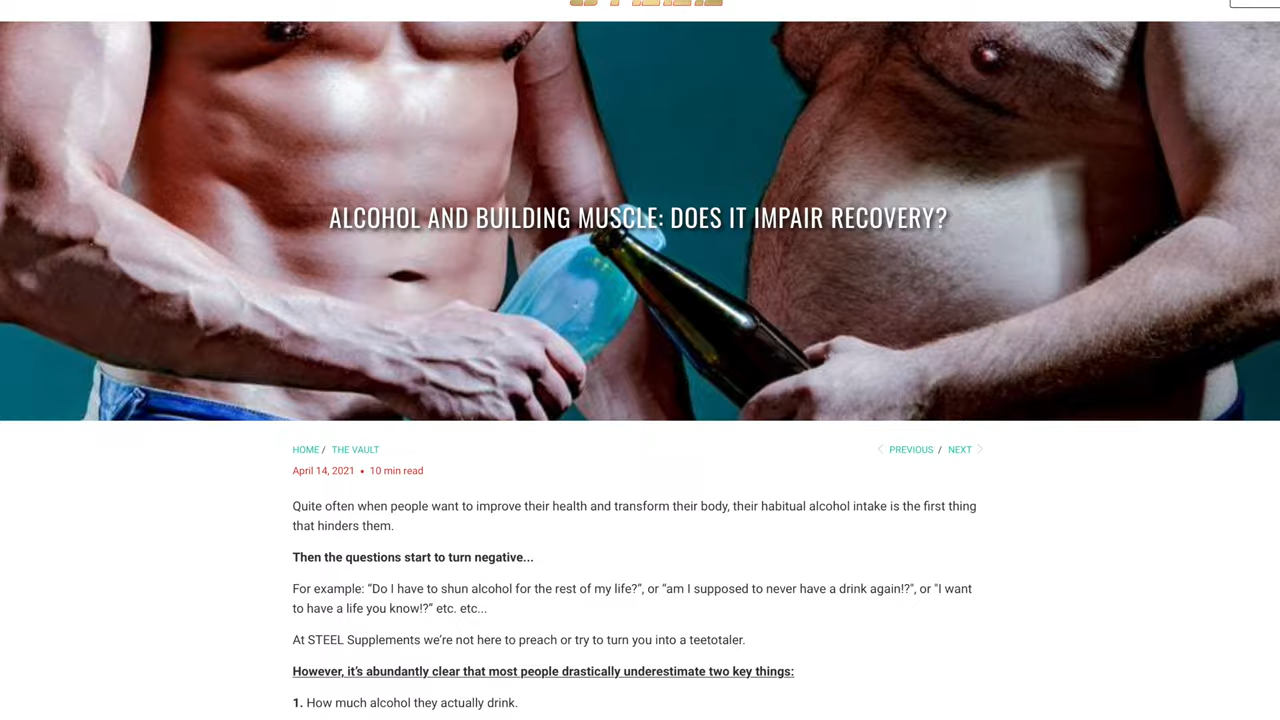 ALCOHOL AND BUILDING MUSCLE: DOES IT IMPAIR RECOVERY?
HOME / THE VAULT
PREVIOUS / NEXT
April 14, 2021 • 10 min read
Quite often when people want to improve their health and transform their body, their habitual alcohol intake is the first thing
that hinders them.
Then the questions start to turn negative...
For example: “Do I have to shun alcohol for the rest of my life?”, or “am I supposed to never have a drink again!?", or "I want
to have a life you know!?” etc. etc...
At STEEL Supplements we’re not here to preach or try to turn you into a teetotaler.
However, it’s abundantly clear that most people drastically underestimate two key things:
1. How much alcohol they actually drink.